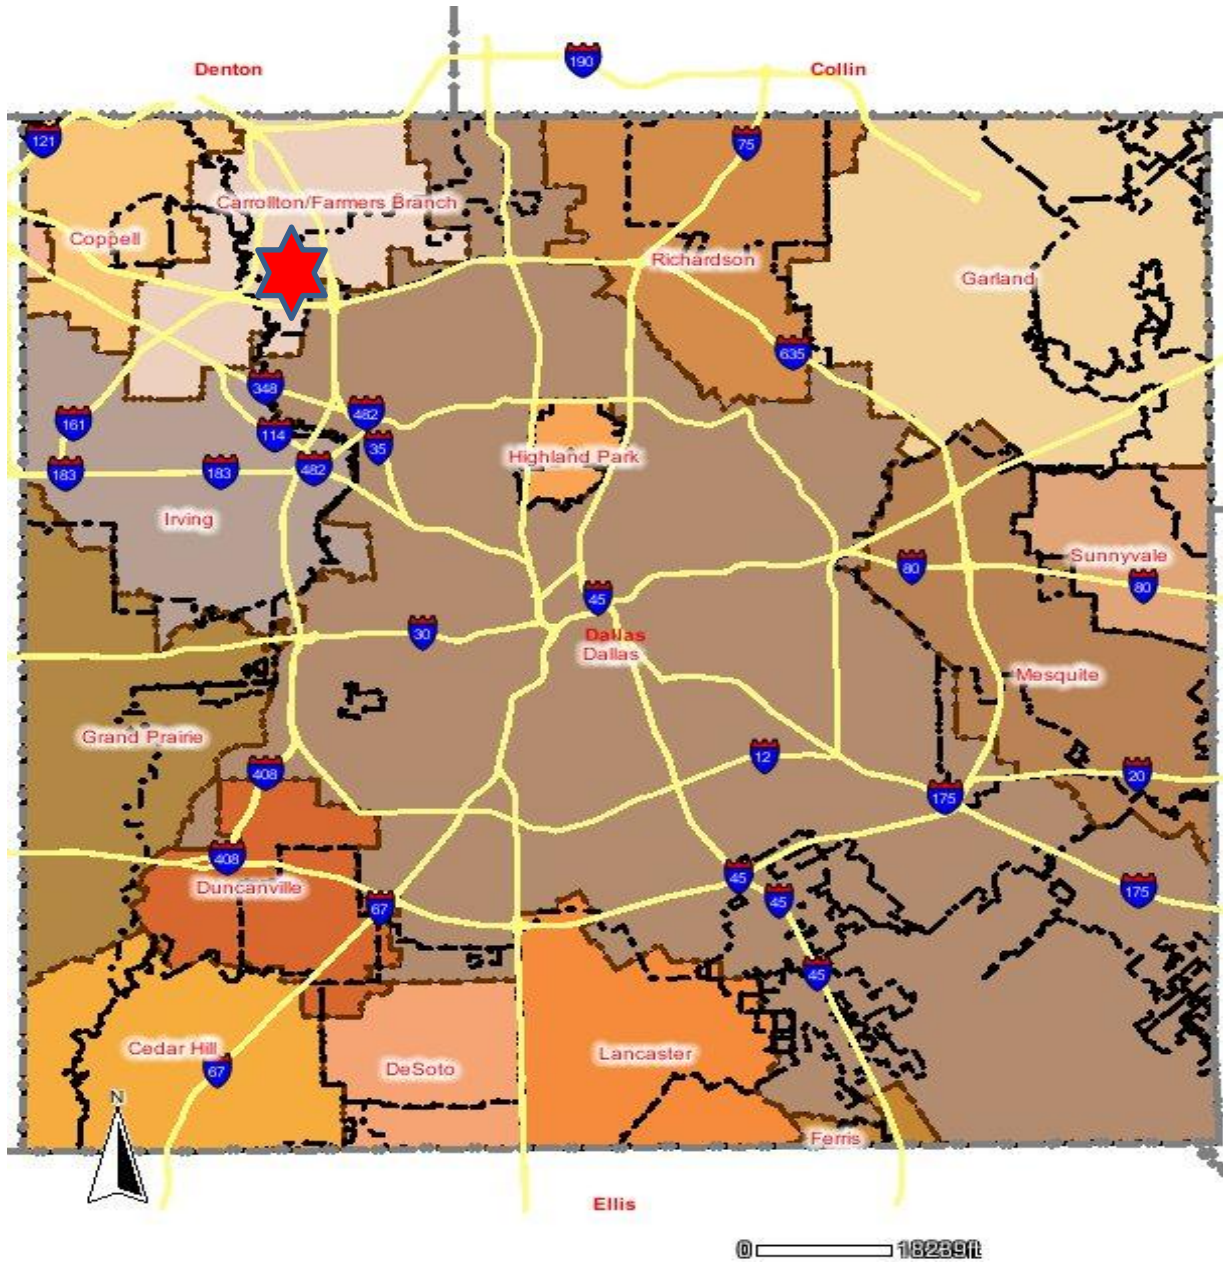 190
Denton
Collin
121
75
Carrollton/Farmers Branch
Coppell
Richardson
Garland
635
348
161
482
114
35
Highland Park
183
183
482
Irving
Sunnyvale
80
80
45
30
Dallas
Dallas
Mesquite
Grand Prairie
12
408
20
175
408
Duncanville
45
175
67
45
45
Cedar Hill
Lancaster
67
DeSoto
N
Ferris
Ellis
0